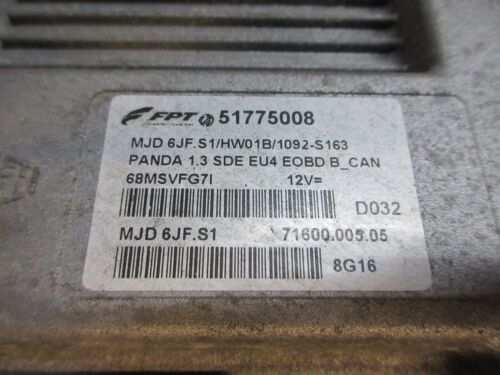 FPT 51775008
MJD 6JF.S1/HW01B/1092-S163
PANDA 1.3 SDE EU4 EOBD B_CAN
68MSVFG7I 12V=
D032
MJD 6JF.S1 71600.005.05
8G16